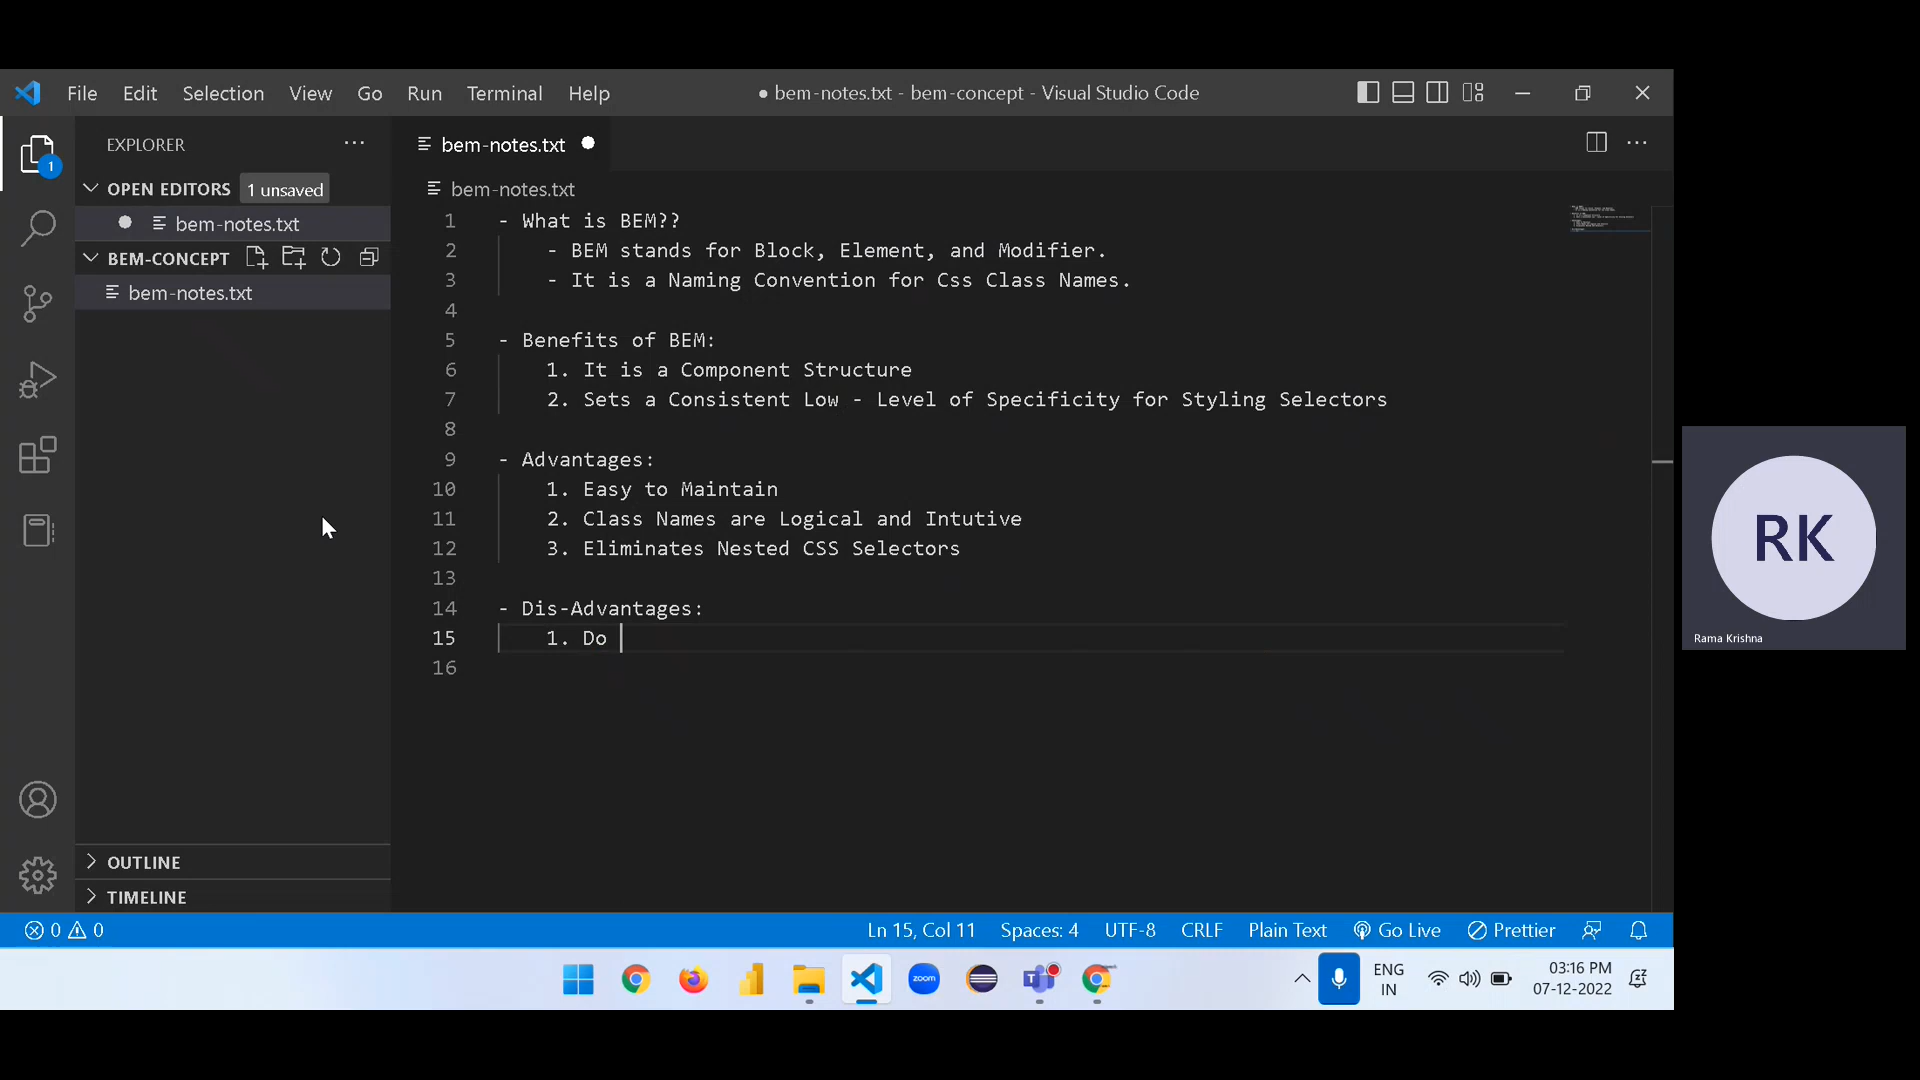 File Edit Selection View Go Run Terminal Help
● bem-notes.txt - bem-concept - Visual Studio Code
EXPLORER
OPEN EDITORS 1 unsaved
bem-notes.txt
BEM-CONCEPT
bem-notes.txt
OUTLINE
TIMELINE
1
bem-notes.txt
bem-notes.txt
1 - What is BEM??
2 - BEM stands for Block, Element, and Modifier.
3 - It is a Naming Convention for Css Class Names.
4
5 - Benefits of BEM:
6 1. It is a Component Structure
7 2. Sets a Consistent Low - Level of Specificity for Styling Selectors
8
9 - Advantages:
10 1. Easy to Maintain
11 2. Class Names are Logical and Intutive
12 3. Eliminates Nested CSS Selectors
13
14 - Dis-Advantages:
15 1. Do
16
RK
Rama Krishna
0 0
Ln 15, Col 11 Spaces: 4 UTF-8 CRLF Plain Text Go Live Prettier
zoom
T
ENG
IN
03:16 PM
07-12-2022